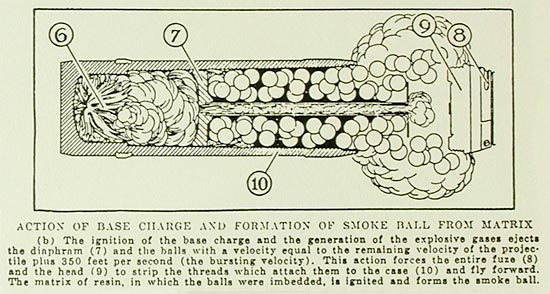 6
7
9
8
10
ACTION OF BASE CHARGE AND FORMATION OF SMOKE BALL FROM MATRIX
(b) The ignition of the base charge and the generation of the explosive gases ejects
the diaphram (7) and the balls with a velocity equal to the remaining velocity of the projec-
tile plus 350 feet per second (the bursting velocity). This action forces the entire fuze (8)
and the head (9) to strip the threads which attach them to the case (10) and fly forward.
The matrix of resin, in which the balls were imbedded, is ignited and forms the smoke ball.